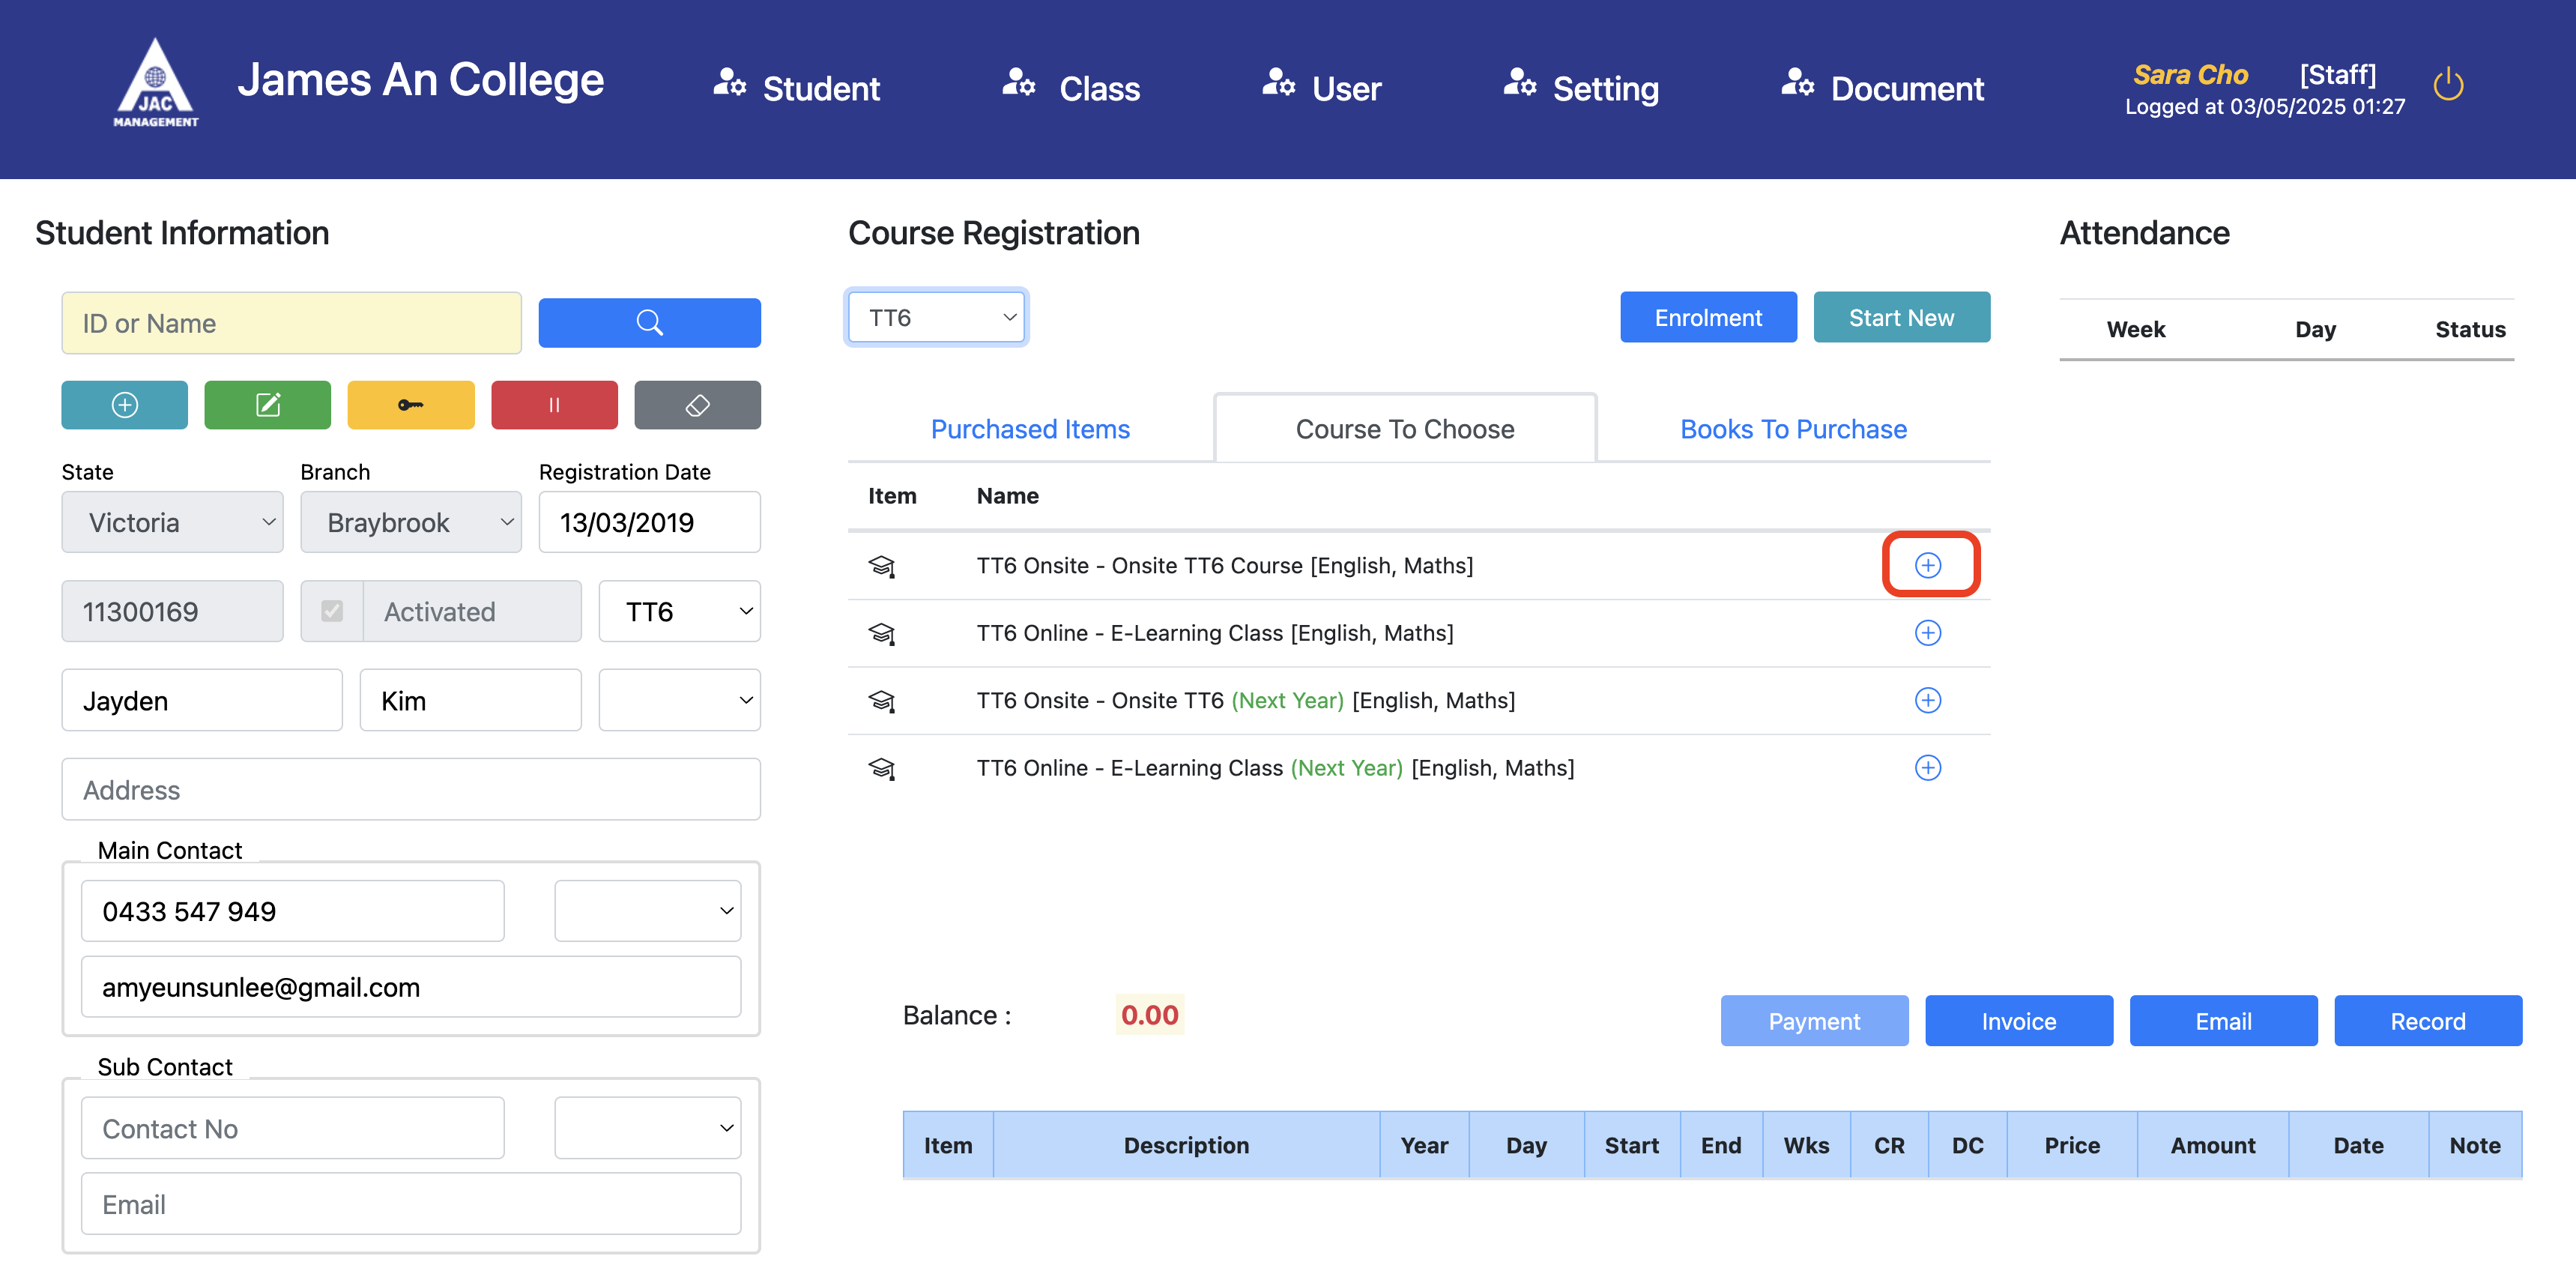 JAC
MANAGEMENT
James An College
Student
Class
User
Setting
Document
Sara Cho [Staff]
Logged at 03/05/2025 01:27
Student Information
ID or Name
State
Branch
Registration Date
Victoria
Braybrook
13/03/2019
11300169
Activated
TT6
Jayden
Kim
Address
Main Contact
0433 547 949
amyeunsunlee@gmail.com
Sub Contact
Contact No
Email
Course Registration
TT6
Enrolment
Start New
Purchased Items
Course To Choose
Books To Purchase
Item Name
TT6 Onsite - Onsite TT6 Course [English, Maths]
TT6 Online - E-Learning Class [English, Maths]
TT6 Onsite - Onsite TT6 (Next Year) [English, Maths]
TT6 Online - E-Learning Class (Next Year) [English, Maths]
Attendance
Week Day Status
Balance : 0.00
Payment
Invoice
Email
Record
Item Description Year Day Start End Wks CR DC Price Amount Date Note